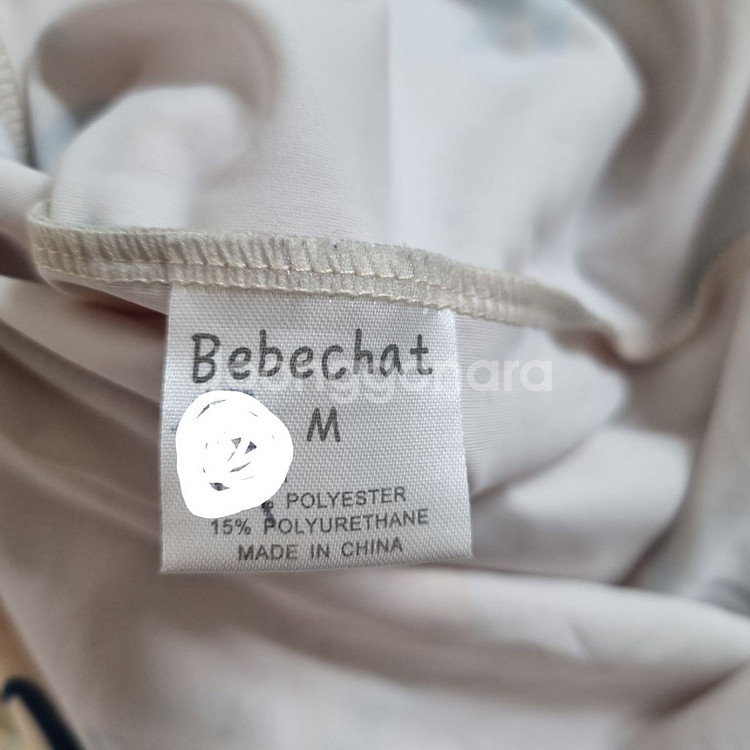 Bebechat
M
POLYESTER
15% POLYURETHANE
MADE IN CHINA